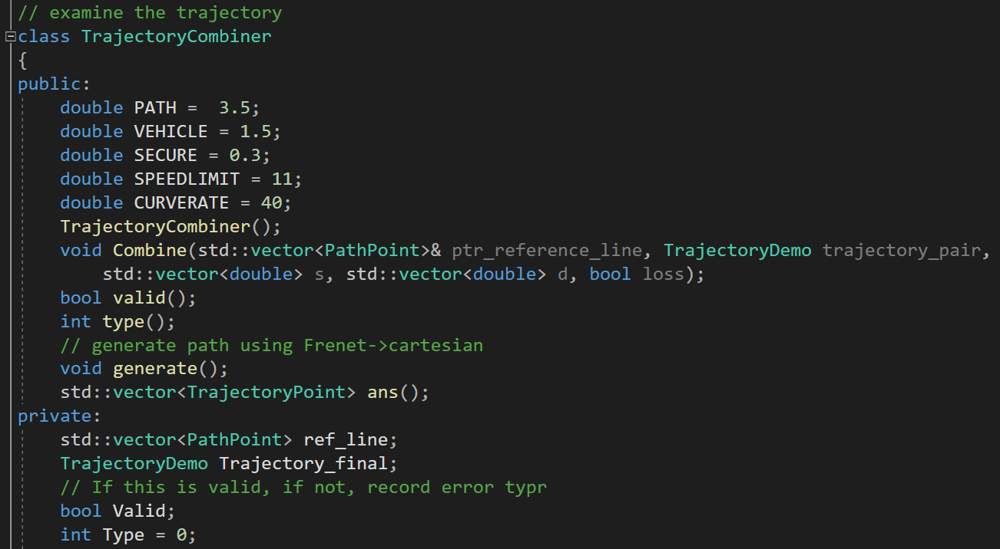 // examine the trajectory
class TrajectoryCombiner
{
public:
    double PATH =  3.5;
    double VEHICLE = 1.5;
    double SECURE = 0.3;
    double SPEEDLIMIT = 11;
    double CURVERATE = 40;
    TrajectoryCombiner();
    void Combine(std::vector<PathPoint>& ptr_reference_line, TrajectoryDemo trajectory_pair,
        std::vector<double> s, std::vector<double> d, bool loss);
    bool valid();
    int type();
    // generate path using Frenet->cartesian
    void generate();
    std::vector<TrajectoryPoint> ans();
private:
    std::vector<PathPoint> ref_line;
    TrajectoryDemo Trajectory_final;
    // If this is valid, if not, record error typr
    bool Valid;
    int Type = 0;